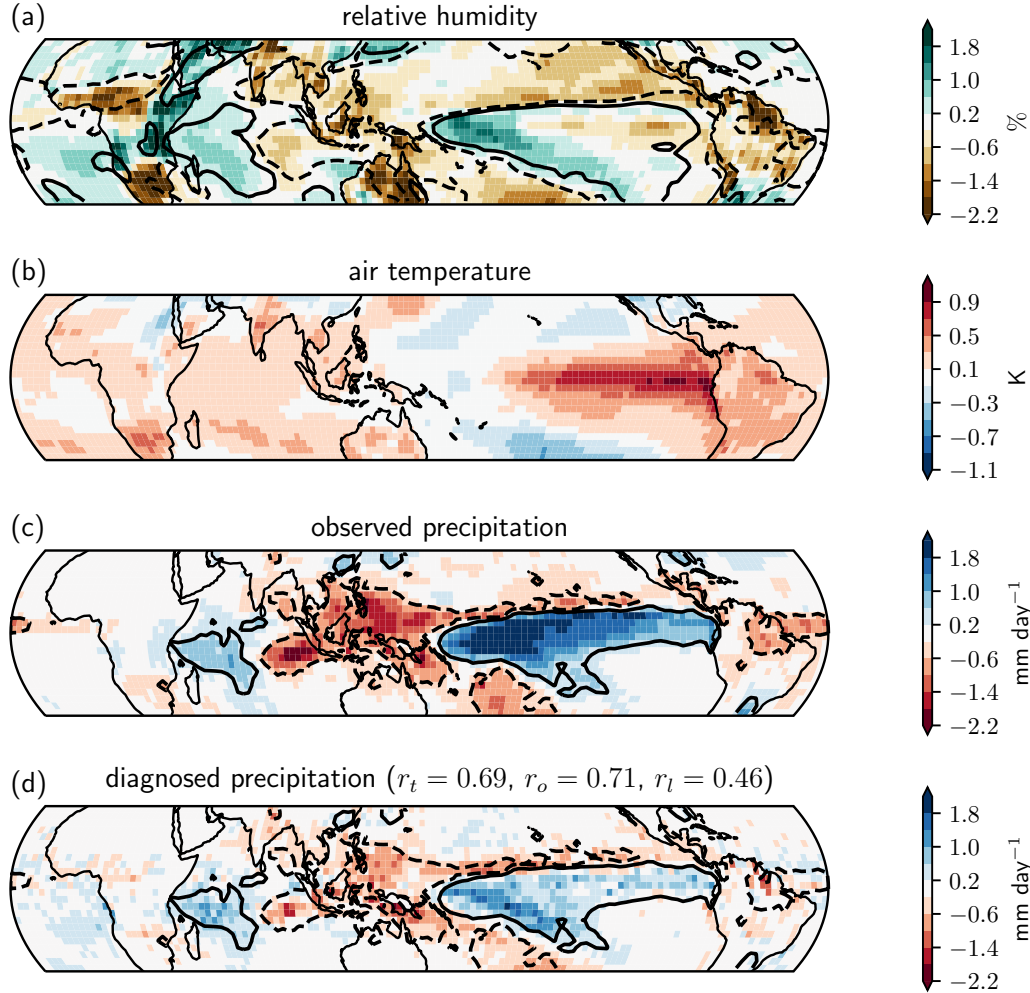 (a)
relative humidity
1.8
1.0
0.2
−0.6
−1.4
−2.2
%
(b)
air temperature
0.9
0.5
0.1
−0.3
−0.7
−1.1
K
(c)
observed precipitation
1.8
1.0
0.2
−0.6
−1.4
−2.2
mm day⁻¹
(d)
diagnosed precipitation (r_t = 0.69, r_o = 0.71, r_l = 0.46)
1.8
1.0
0.2
−0.6
−1.4
−2.2
mm day⁻¹